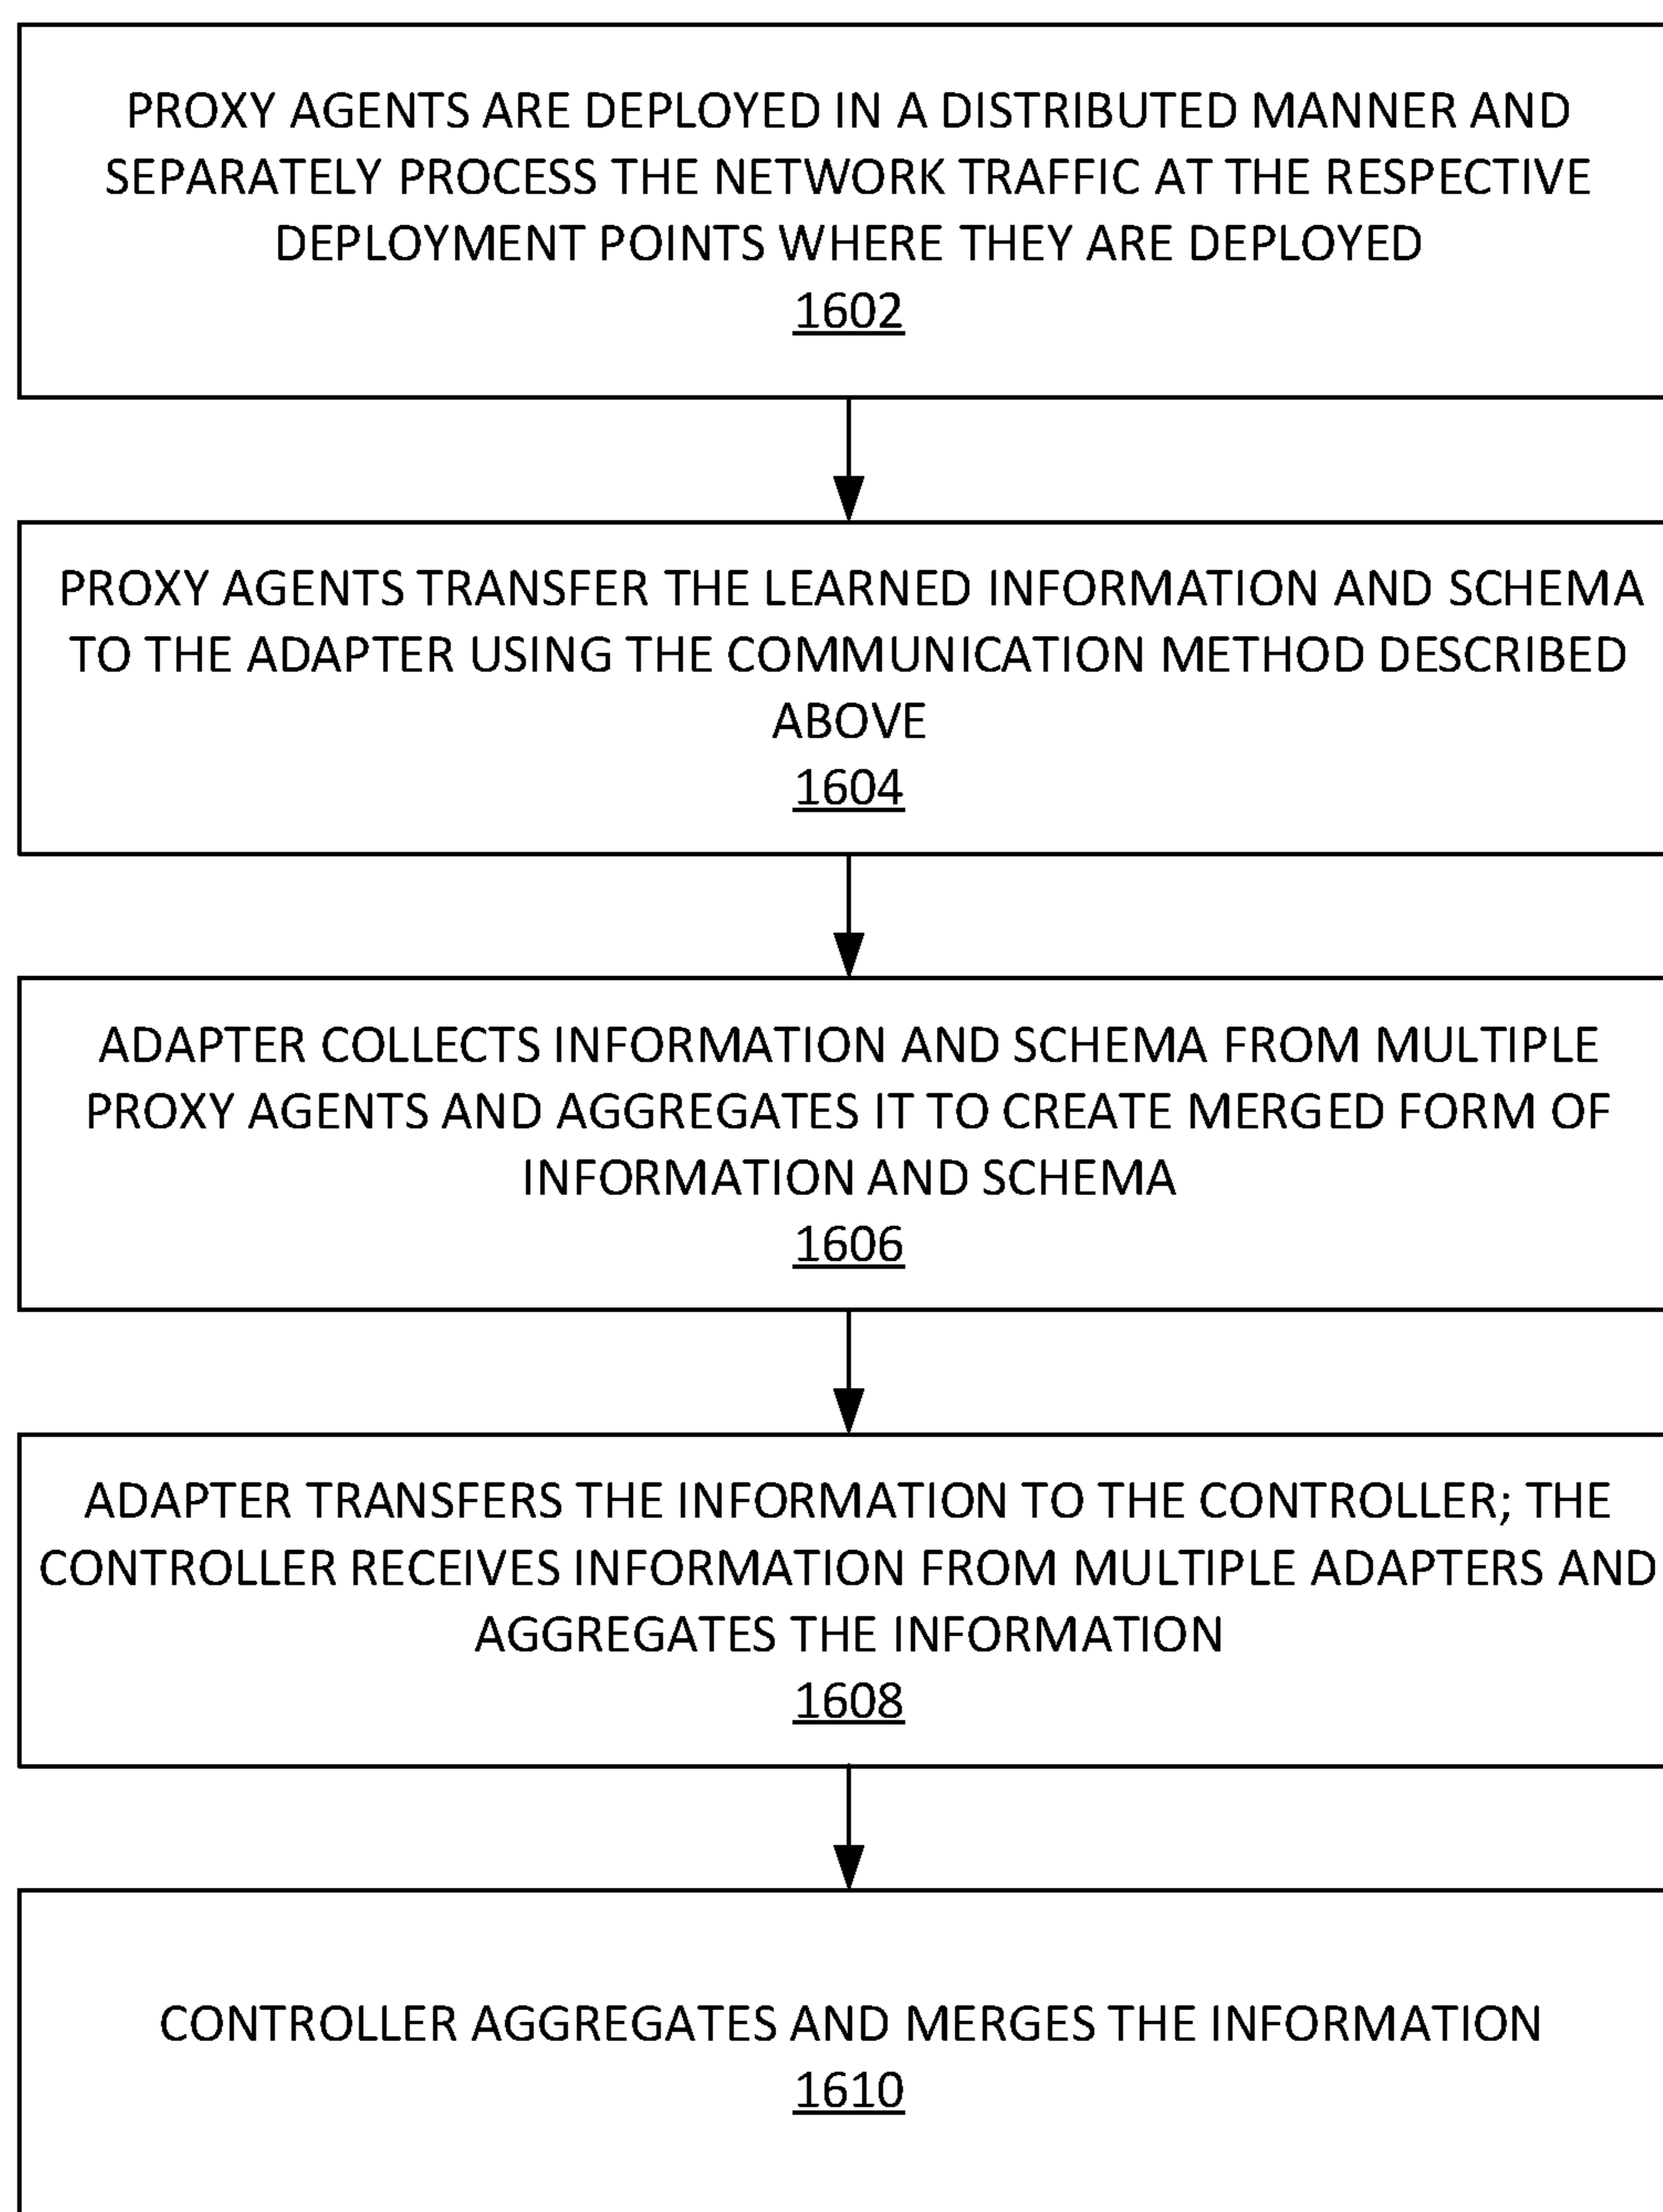 PROXY AGENTS ARE DEPLOYED IN A DISTRIBUTED MANNER AND
SEPARATELY PROCESS THE NETWORK TRAFFIC AT THE RESPECTIVE
DEPLOYMENT POINTS WHERE THEY ARE DEPLOYED
1602
PROXY AGENTS TRANSFER THE LEARNED INFORMATION AND SCHEMA
TO THE ADAPTER USING THE COMMUNICATION METHOD DESCRIBED
ABOVE
1604
ADAPTER COLLECTS INFORMATION AND SCHEMA FROM MULTIPLE
PROXY AGENTS AND AGGREGATES IT TO CREATE MERGED FORM OF
INFORMATION AND SCHEMA
1606
ADAPTER TRANSFERS THE INFORMATION TO THE CONTROLLER; THE
CONTROLLER RECEIVES INFORMATION FROM MULTIPLE ADAPTERS AND
AGGREGATES THE INFORMATION
1608
CONTROLLER AGGREGATES AND MERGES THE INFORMATION
1610